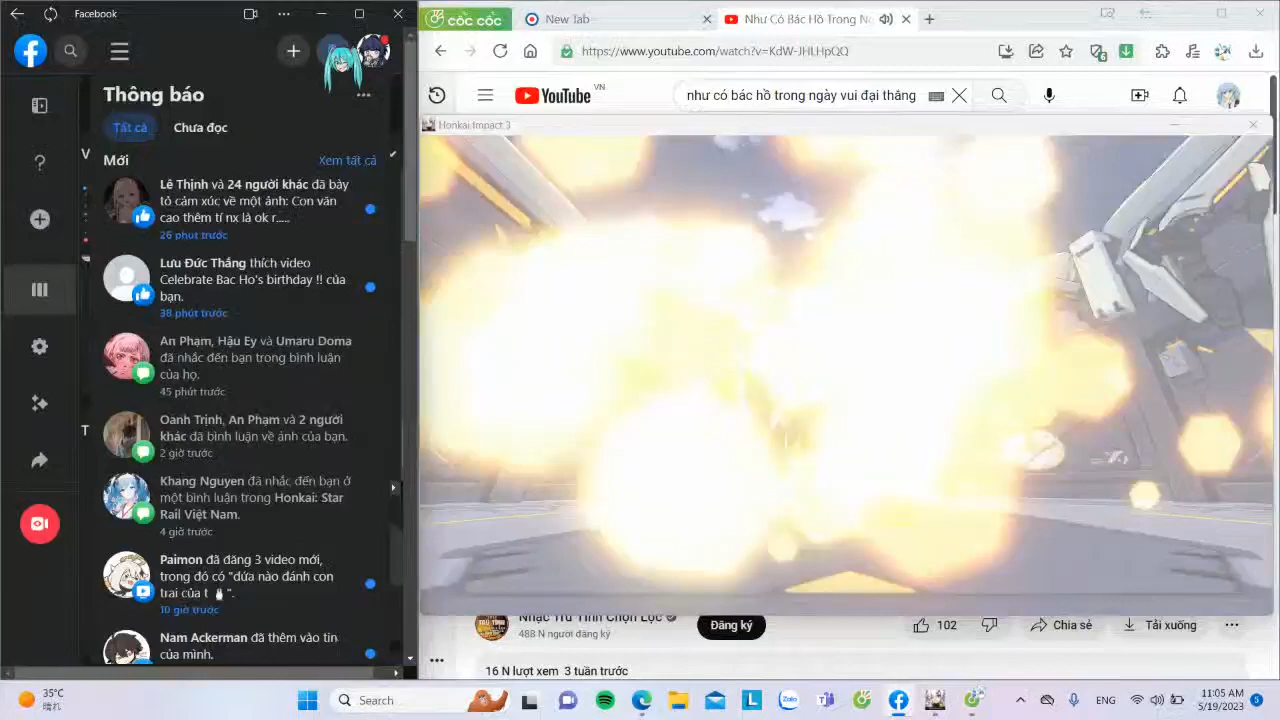 Facebook
Thông báo
Tất cả
Chưa đọc
Mới
Xem tất cả
Lê Thịnh và 24 người khác đã bày
tỏ cảm xúc về một ảnh: Con vấn
cao thêm tí nx là ok r.....
26 phút trước
Lưu Đức Thắng thích video
Celebrate Bac Ho's birthday !! của
bạn.
38 phút trước
An Phạm, Hậu Ey và Umaru Doma
đã nhắc đến bạn trong bình luận
của họ.
45 phút trước
Oanh Trịnh, An Phạm và 2 người
khác đã bình luận về ảnh của bạn.
2 giờ trước
Khang Nguyen đã nhắc đến bạn ở
một bình luận trong Honkai: Star
Rail Việt Nam.
4 giờ trước
Paimon đã đăng 3 video mới,
trong đó có "đứa nào đánh con
trai của t ".
10 giờ trước
Nam Ackerman đã thêm vào tin
của mình.
V
T
CỐC CỐC
New Tab
Như Có Bác Hồ Trong N
https://www.youtube.com/watch?v=KdW-JHLHpQQ
YouTube VN
như có bác hồ trong ngày vui đại thắng
Honkai Impact 3
Nhạc Trữ Tình Chọn Lọc
488 N người đăng ký
Đăng ký
102
Chia sẻ
Tải xuống
16 N lượt xem 3 tuần trước
35°C
Search
L
Zalo
ENG
11:05 AM
5/19/2023
5